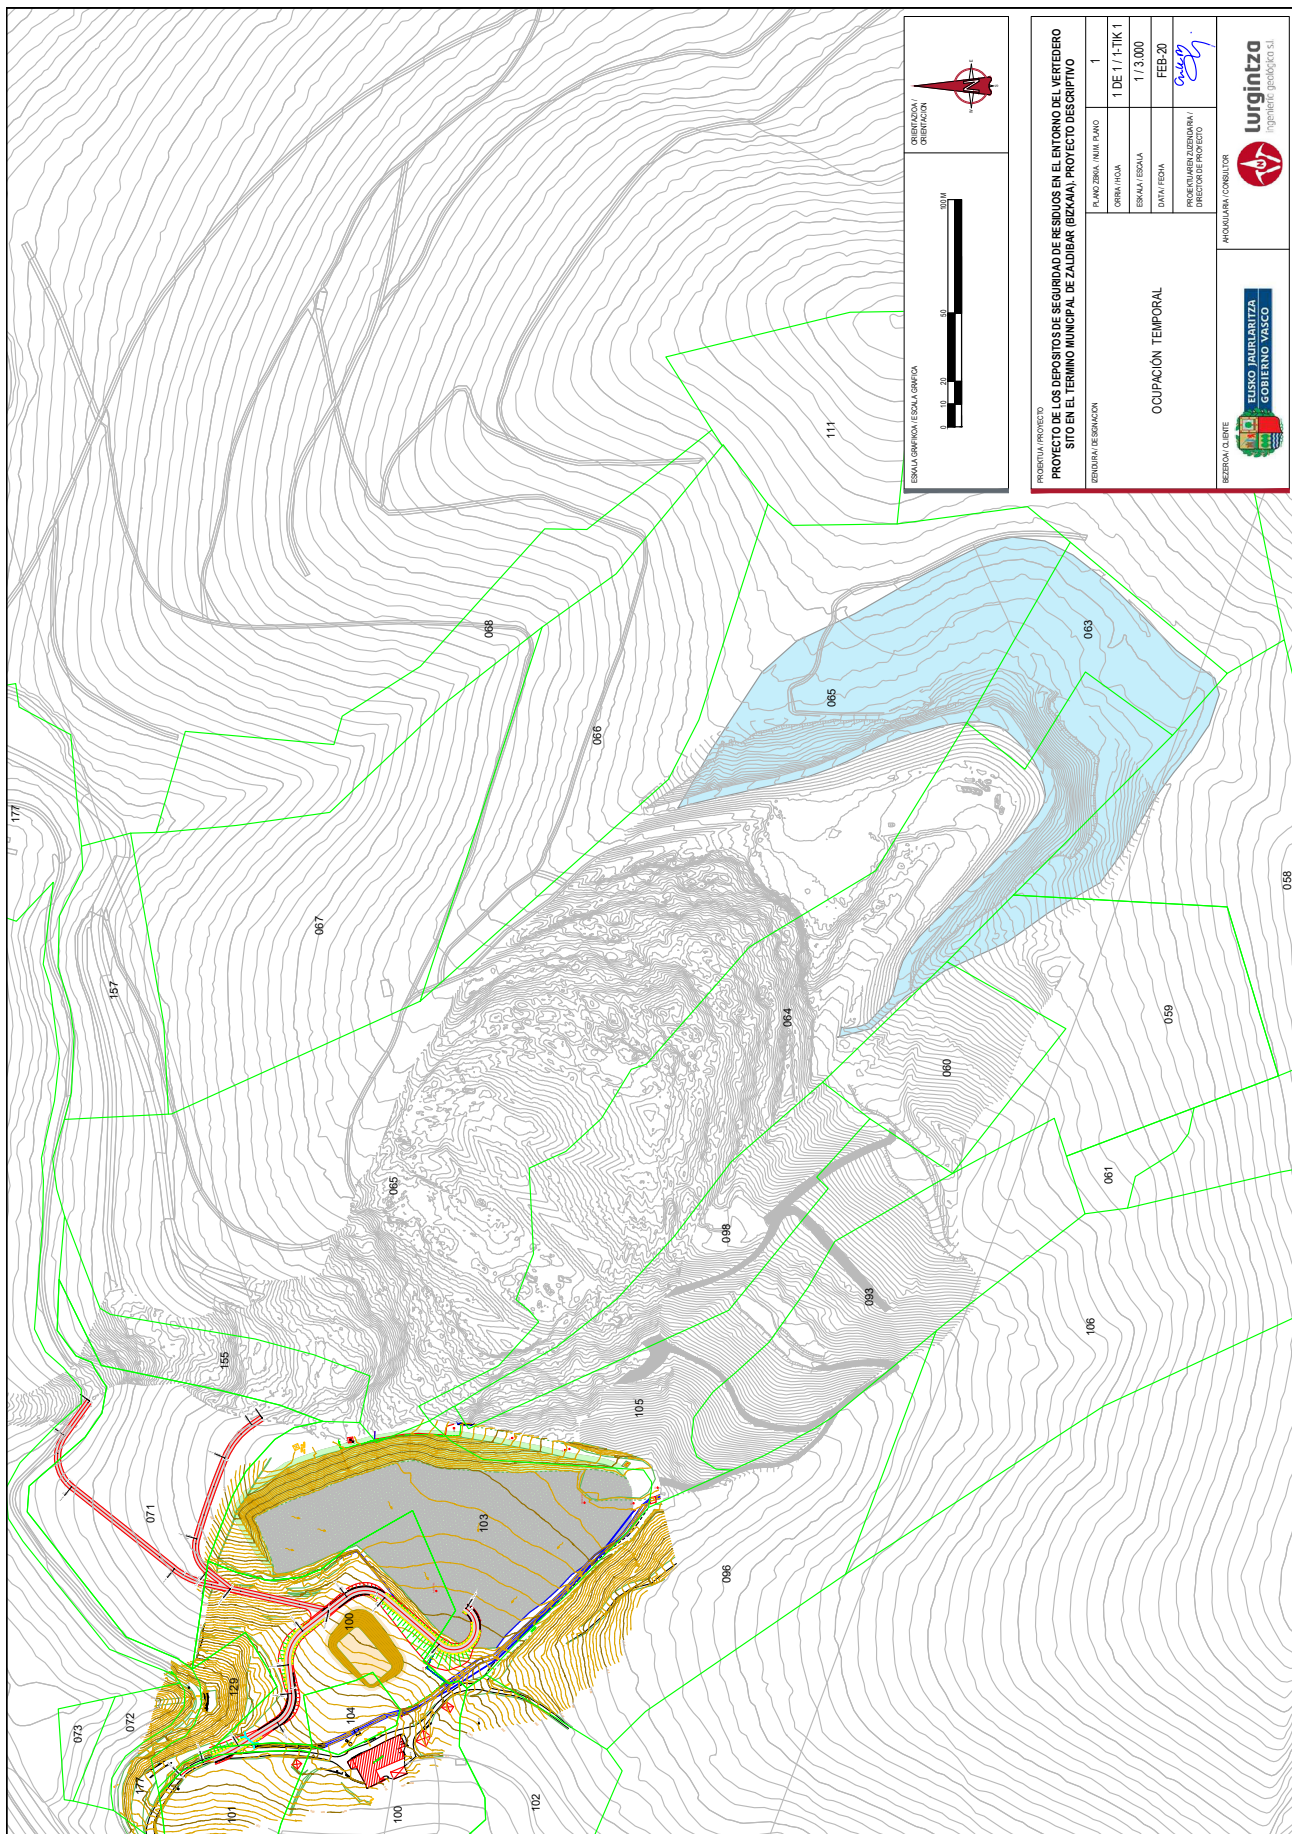 ESKALA GRAFIKOA / ESCALA GRAFICA
0 10 20 50 100 M
ORIENTAZIOA /
ORIENTACIÓN
N
PROIEKTUA / PROYECTO
PROYECTO DE LOS DEPOSITOS DE SEGURIDAD DE RESIDUOS EN EL ENTORNO DEL VERTEDERO
SITO EN EL TERMINO MUNICIPAL DE ZALDIBAR (BIZKAIA). PROYECTO DESCRIPTIVO
IZENDURA / DESIGNACION
OCUPACIÓN TEMPORAL
PLANO ZBKIA. / NUM. PLANO
1
ORRIA / HOJA
1 DE 1 / 1-TIK 1
ESKALA / ESCALA
1 / 3.000
DATA / FECHA
FEB-20
PROIEKTUAREN ZUZENDARIA /
DIRECTOR DE PROYECTO
BEZEROA / CLIENTE
EUSKO JAURLARITZA
GOBIERNO VASCO
AHOLKULARIA / CONSULTOR
Lurgintza
ingeniería geológica s.l.
177
157
067
068
066
111
065
063
058
059
064
060
061
065
098
093
106
155
105
071
103
096
100
129
104
073
072
177
101
100
102